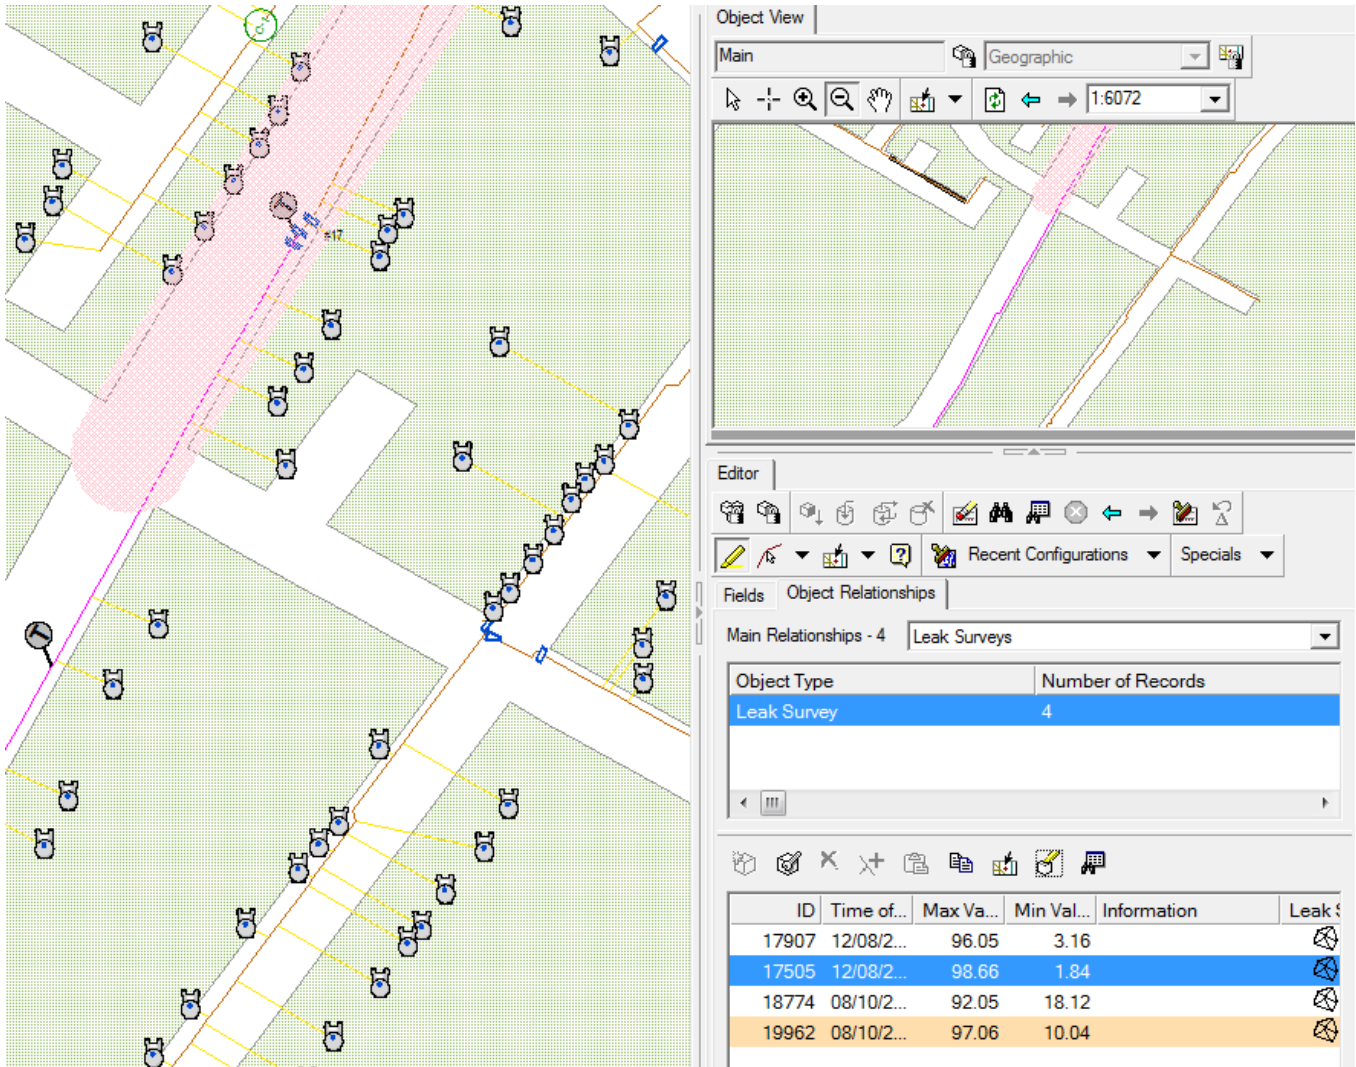 Object View
Main
Geographic
1:6072
Editor
Recent Configurations
Specials
Fields
Object Relationships
Main Relationships - 4
Leak Surveys
Object Type
Number of Records
Leak Survey
4
ID Time of... Max Va... Min Val... Information Leak
17907 12/08/2... 96.05 3.16
17505 12/08/2... 98.66 1.84
18774 08/10/2... 92.05 18.12
19962 08/10/2... 97.06 10.04